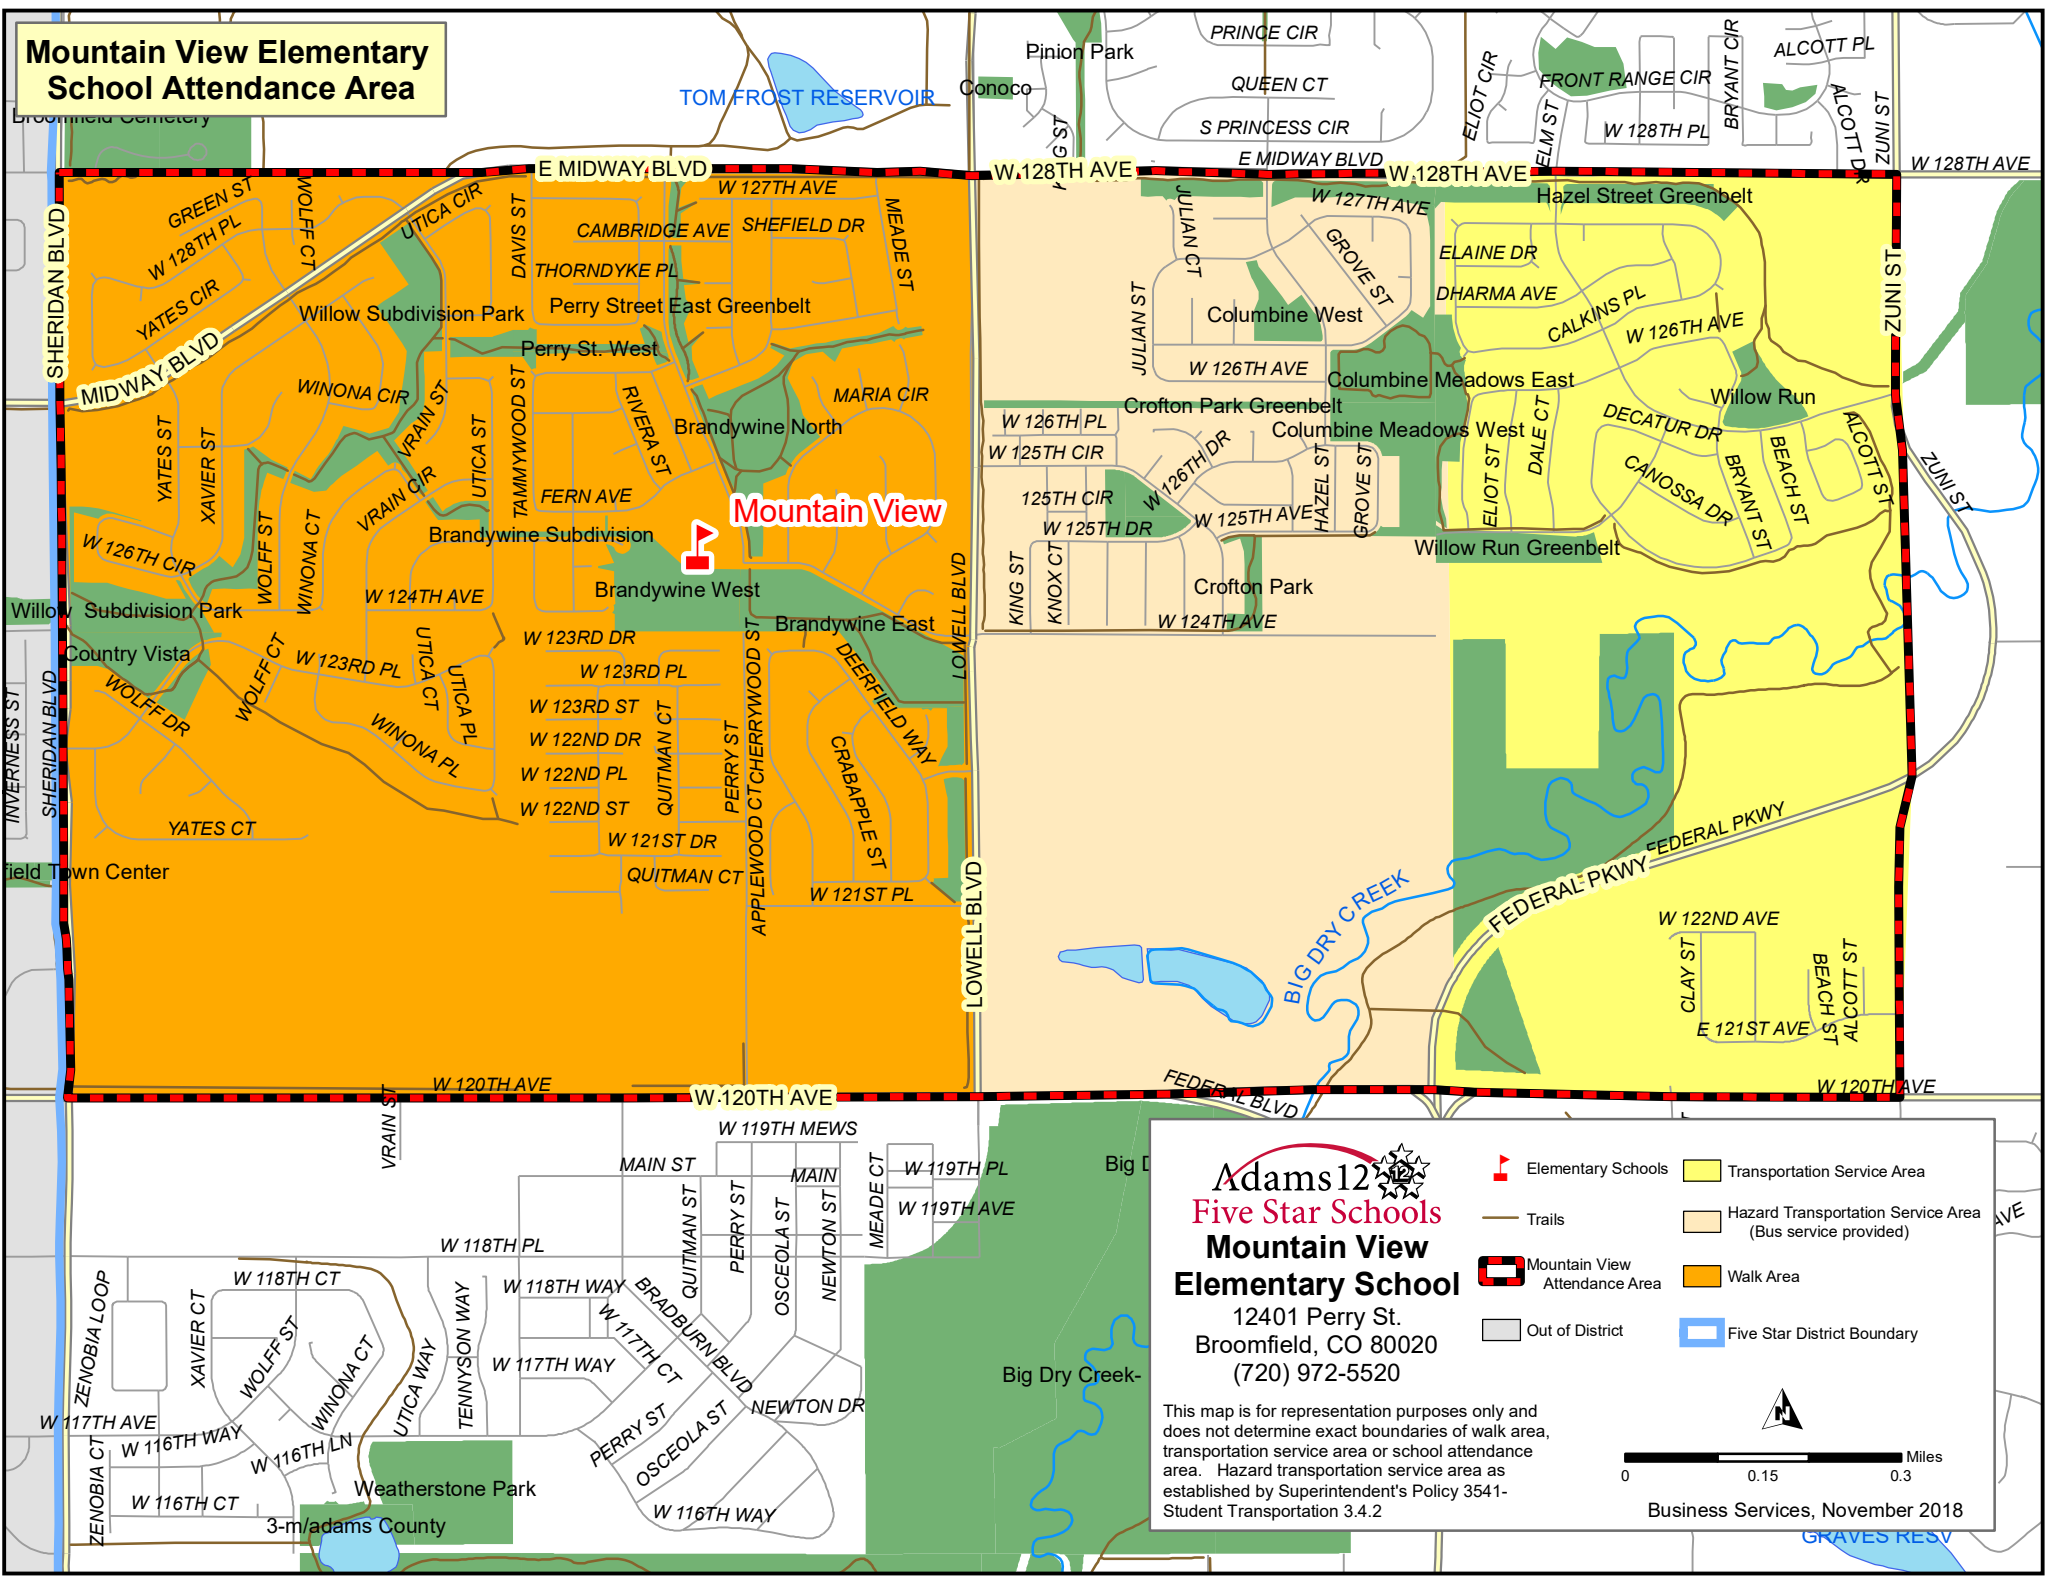 Mountain View Elementary
School Attendance Area
Broomfield Cemetery
TOM FROST RESERVOIR
Conoco
Pinion Park
PRINCE CIR
QUEEN CT
S PRINCESS CIR
E MIDWAY BLVD
ELIOT CIR
ELM ST
FRONT RANGE CIR
W 128TH PL
BRYANT CIR
ALCOTT PL
ALCOTT DR
ZUNI ST
W 128TH AVE
E MIDWAY BLVD
W 128TH AVE
W 128TH AVE
SHERIDAN BLVD
GREEN ST
W 128TH PL
YATES CIR
WOLFF CT
UTICA CIR
DAVIS ST
W 127TH AVE
CAMBRIDGE AVE
SHEFIELD DR
MEADE ST
THORNDYKE PL
Willow Subdivision Park
Perry Street East Greenbelt
Perry St. West
MIDWAY BLVD
WINONA CIR
VRAIN ST
YATES ST
XAVIER ST
UTICA ST
TAMMYWOOD ST
RIVERA ST
MARIA CIR
Brandywine North
VRAIN CIR
FERN AVE
Mountain View
Brandywine Subdivision
W 126TH CIR
WOLFF ST
WINONA CT
W 124TH AVE
Brandywine West
Brandywine East
LOWELL BLVD
Willow Subdivision Park
Country Vista
WOLFF DR
WOLFF CT
W 123RD PL
UTICA CT
UTICA PL
WINONA PL
W 123RD DR
W 123RD PL
W 123RD ST
W 122ND DR
W 122ND PL
W 122ND ST
QUITMAN CT
PERRY ST
CHERRYWOOD ST
APPLEWOOD CT
DEERFIELD WAY
CRABAPPLE ST
W 121ST DR
QUITMAN CT
W 121ST PL
YATES CT
INVERNESS ST
SHERIDAN BLVD
field Town Center
LOWELL BLVD
W 120TH AVE
W 120TH AVE
JULIAN CT
W 127TH AVE
GROVE ST
JULIAN ST
Columbine West
W 126TH AVE
Columbine Meadows East
Crofton Park Greenbelt
W 126TH PL
Columbine Meadows West
W 125TH CIR
W 126TH DR
125TH CIR
W 125TH DR
W 125TH AVE
HAZEL ST
GROVE ST
KING ST
KNOX CT
Crofton Park
W 124TH AVE
Hazel Street Greenbelt
ELAINE DR
DHARMA AVE
CALKINS PL
W 126TH AVE
Willow Run
DECATUR DR
DALE CT
ELIOT ST
CANOSSA DR
BRYANT ST
BEACH ST
ALCOTT ST
Willow Run Greenbelt
ZUNI ST
ZUNI ST
FEDERAL PKWY
FEDERAL PKWY
BIG DRY CREEK
W 122ND AVE
CLAY ST
BEACH ST
ALCOTT ST
E 121ST AVE
W 120TH AVE
FEDERAL BLVD
VRAIN ST
W 119TH MEWS
MAIN ST
MAIN
W 119TH PL
W 119TH AVE
MEADE CT
QUITMAN ST
PERRY ST
OSCEOLA ST
NEWTON ST
W 118TH PL
W 118TH CT
W 118TH WAY
BRADBURN BLVD
W 117TH CT
W 117TH WAY
ZENOBIA LOOP
XAVIER CT
WOLFF ST
WINONA CT
UTICA WAY
TENNYSON WAY
NEWTON DR
PERRY ST
OSCEOLA ST
W 117TH AVE
W 116TH WAY
W 116TH LN
W 116TH CT
ZENOBIA CT
W 116TH WAY
Weatherstone Park
3-m/adams County
Big D
Big Dry Creek-
AVE
GRAVES RESV
Adams 12
12
Five Star Schools
Mountain View
Elementary School
12401 Perry St.
Broomfield, CO 80020
(720) 972-5520
This map is for representation purposes only and
does not determine exact boundaries of walk area,
transportation service area or school attendance
area. Hazard transportation service area as
established by Superintendent's Policy 3541-
Student Transportation 3.4.2
Elementary Schools
Trails
Mountain View
Attendance Area
Out of District
Transportation Service Area
Hazard Transportation Service Area
(Bus service provided)
Walk Area
Five Star District Boundary
N
Miles
0 0.15 0.3
Business Services, November 2018